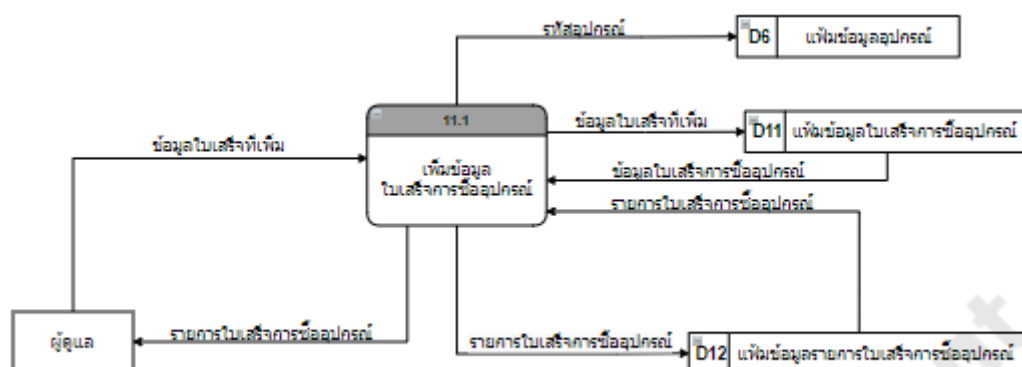 รหัสอุปกรณ์
D6 แฟ้มข้อมูลอุปกรณ์
11.1
ข้อมูลใบเสร็จที่เพิ่ม
D11 แฟ้มข้อมูลใบเสร็จการซื้ออุปกรณ์
ข้อมูลใบเสร็จที่เพิ่ม
เพิ่มข้อมูล
ใบเสร็จการซื้ออุปกรณ์
ข้อมูลใบเสร็จการซื้ออุปกรณ์
รายการใบเสร็จการซื้ออุปกรณ์
ผู้ดูแล
รายการใบเสร็จการซื้ออุปกรณ์
รายการใบเสร็จการซื้ออุปกรณ์
D12 แฟ้มข้อมูลรายการใบเสร็จการซื้ออุปกรณ์